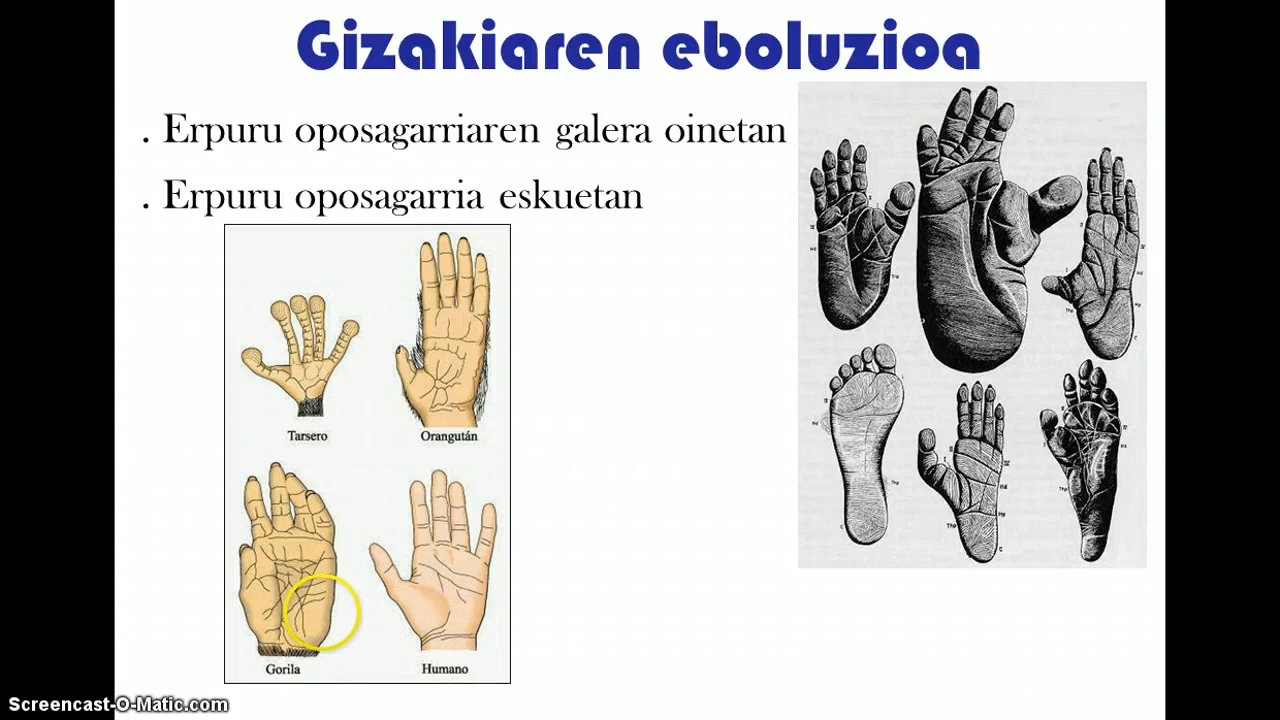 Gizakiaren eboluzioa
. Erpuru oposagarriaren galera oinetan
. Erpuru oposagarria eskuetan
Tarsero
Orangután
Gorila
Humano
Screencast-O-Matic.com